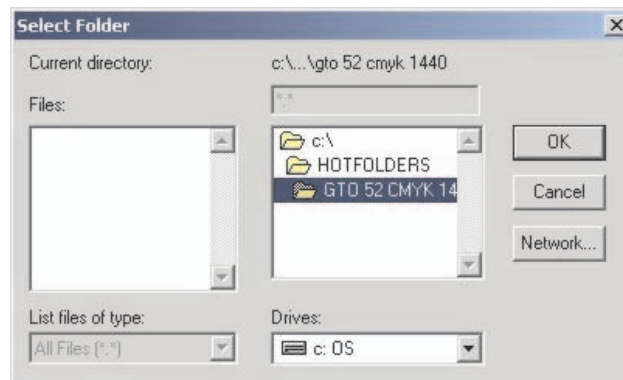 Select Folder
Current directory:
c:\...\gto 52 cmyk 1440
Files:
*.*
c:\
HOTFOLDERS
GTO 52 CMYK 14
OK
Cancel
Network...
List files of type:
All Files (*.*)
Drives:
c: OS